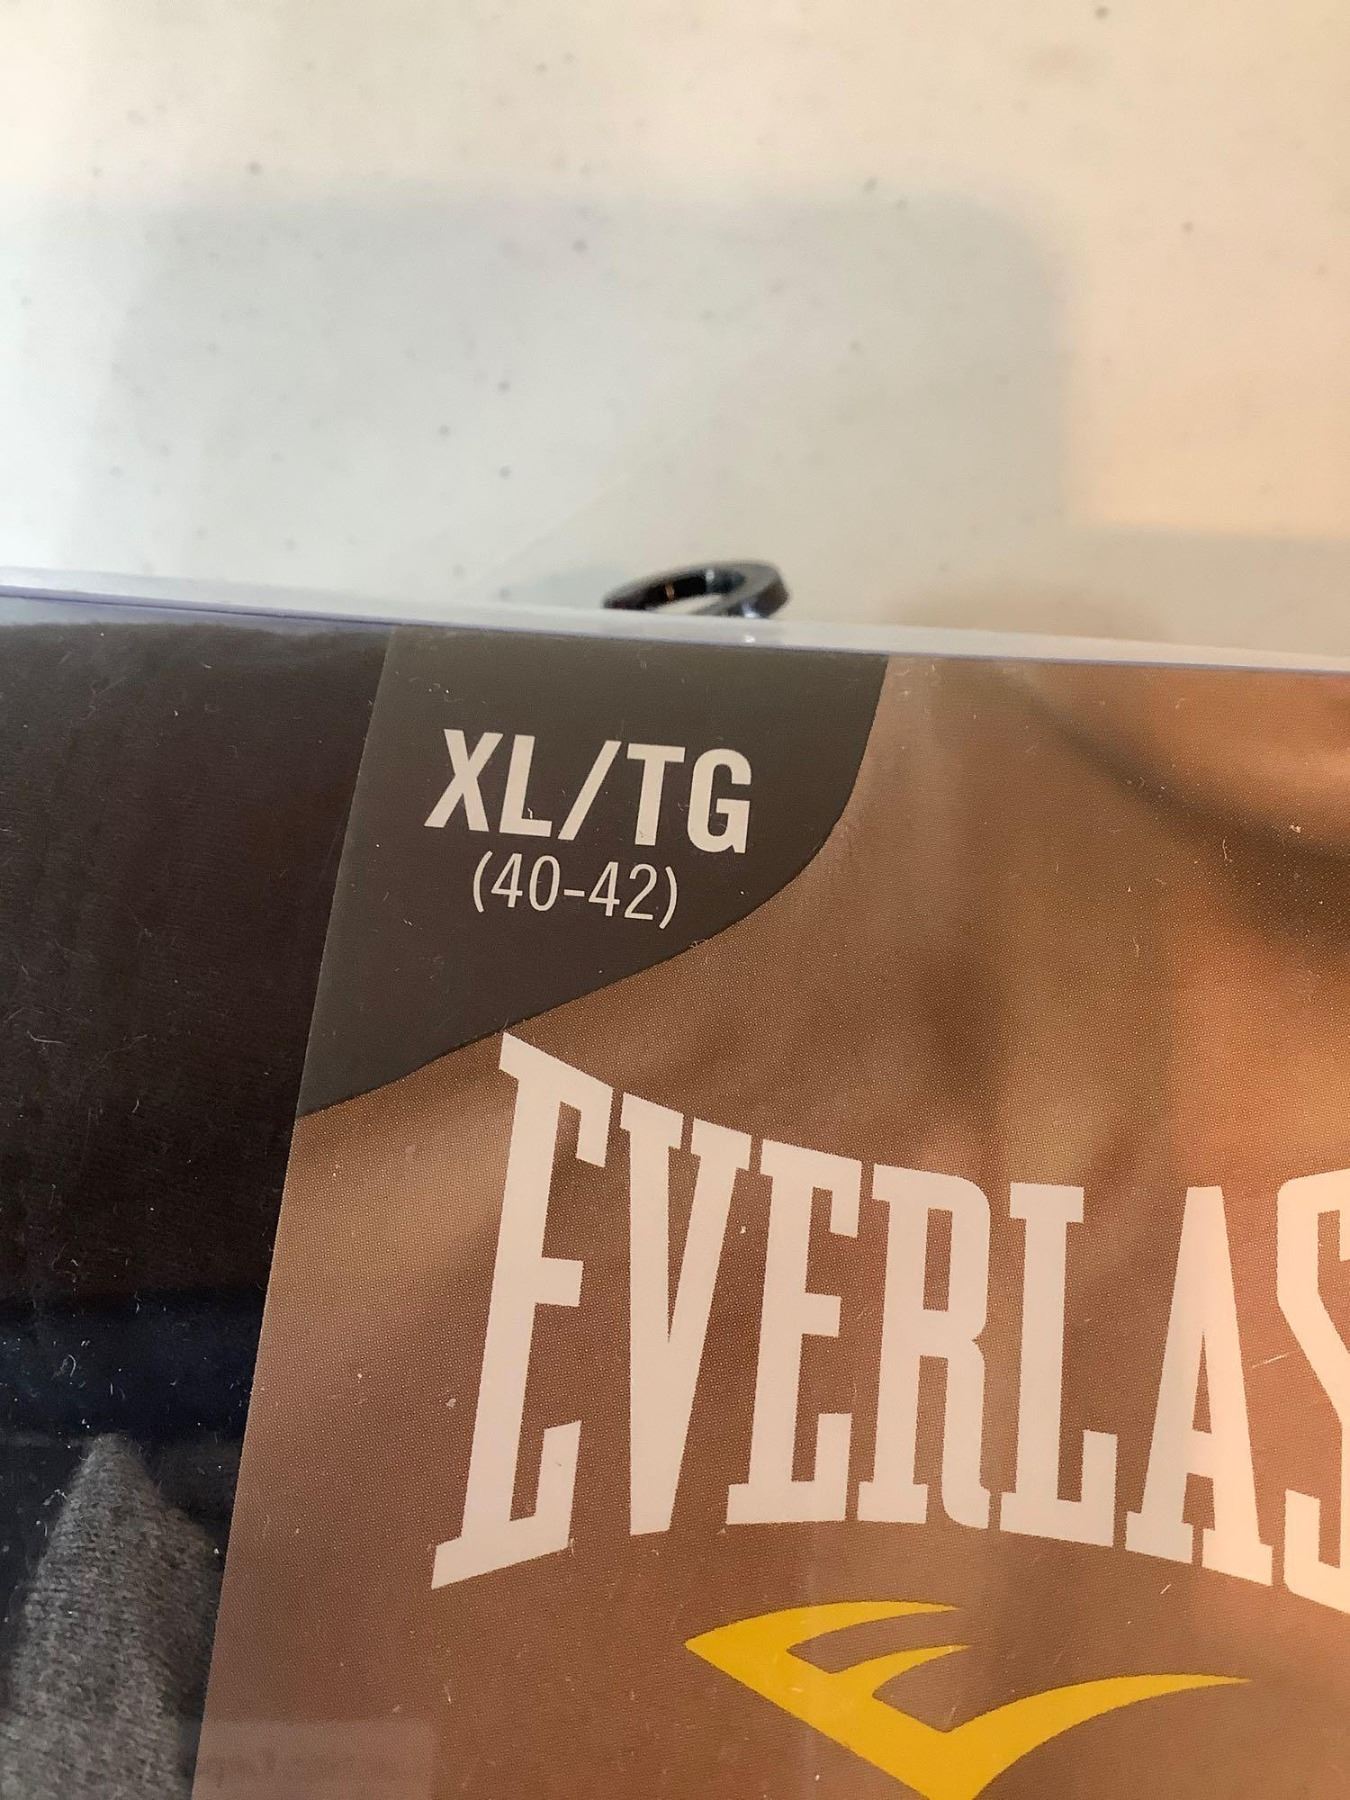 XL/TG
(40-42)
EVERLAS